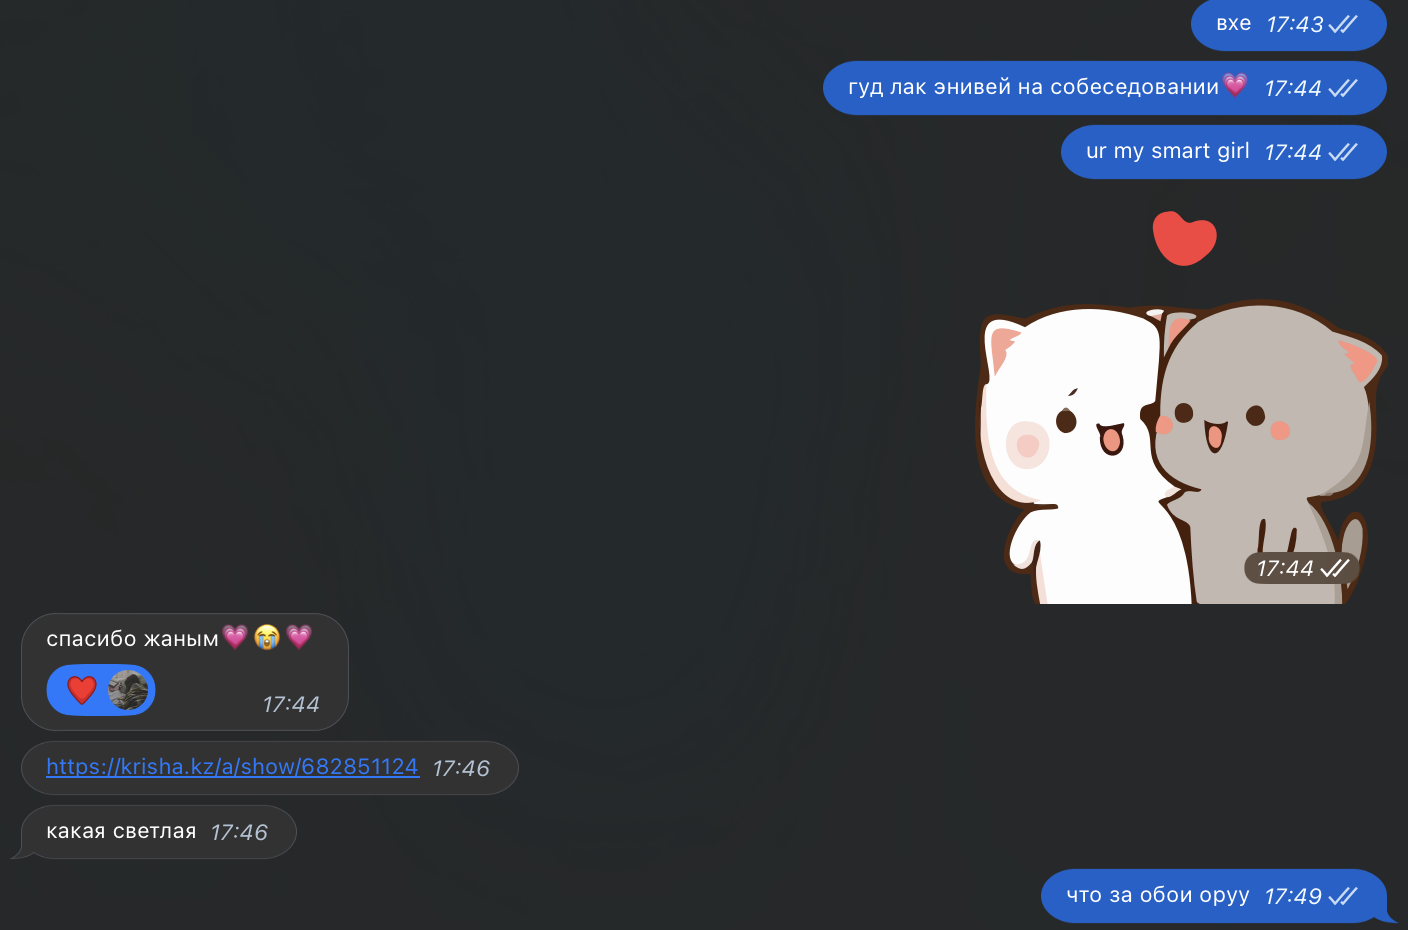 вхе 17:43
гуд лак энивей на собеседовании💗 17:44
ur my smart girl 17:44
17:44
спасибо жаным💗😭💗
❤️ 17:44
https://krisha.kz/a/show/682851124 17:46
какая светлая 17:46
что за обои оруу 17:49